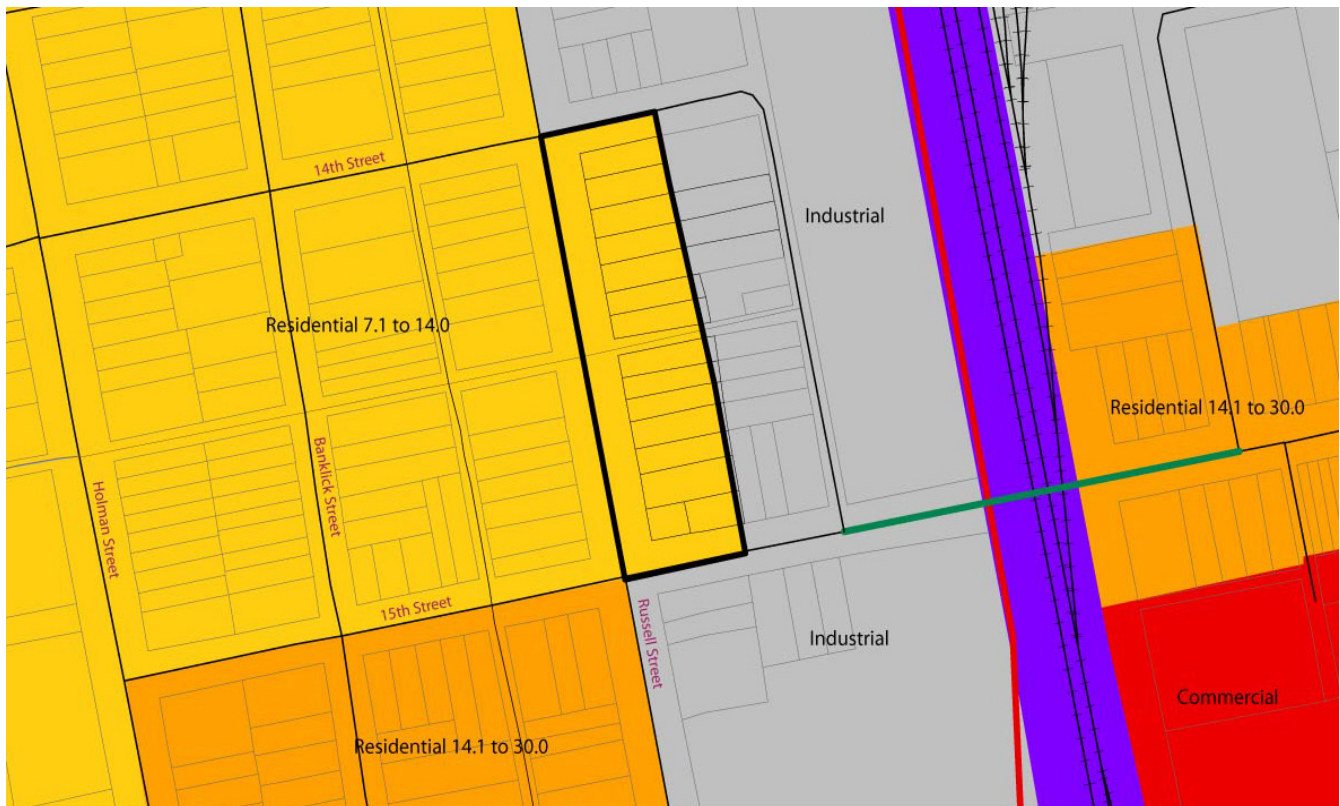 14th Street
Industrial
Residential 7.1 to 14.0
Residential 14.1 to 30.0
Banklick Street
Holman Street
15th Street
Russell Street
Industrial
Commercial
Residential 14.1 to 30.0